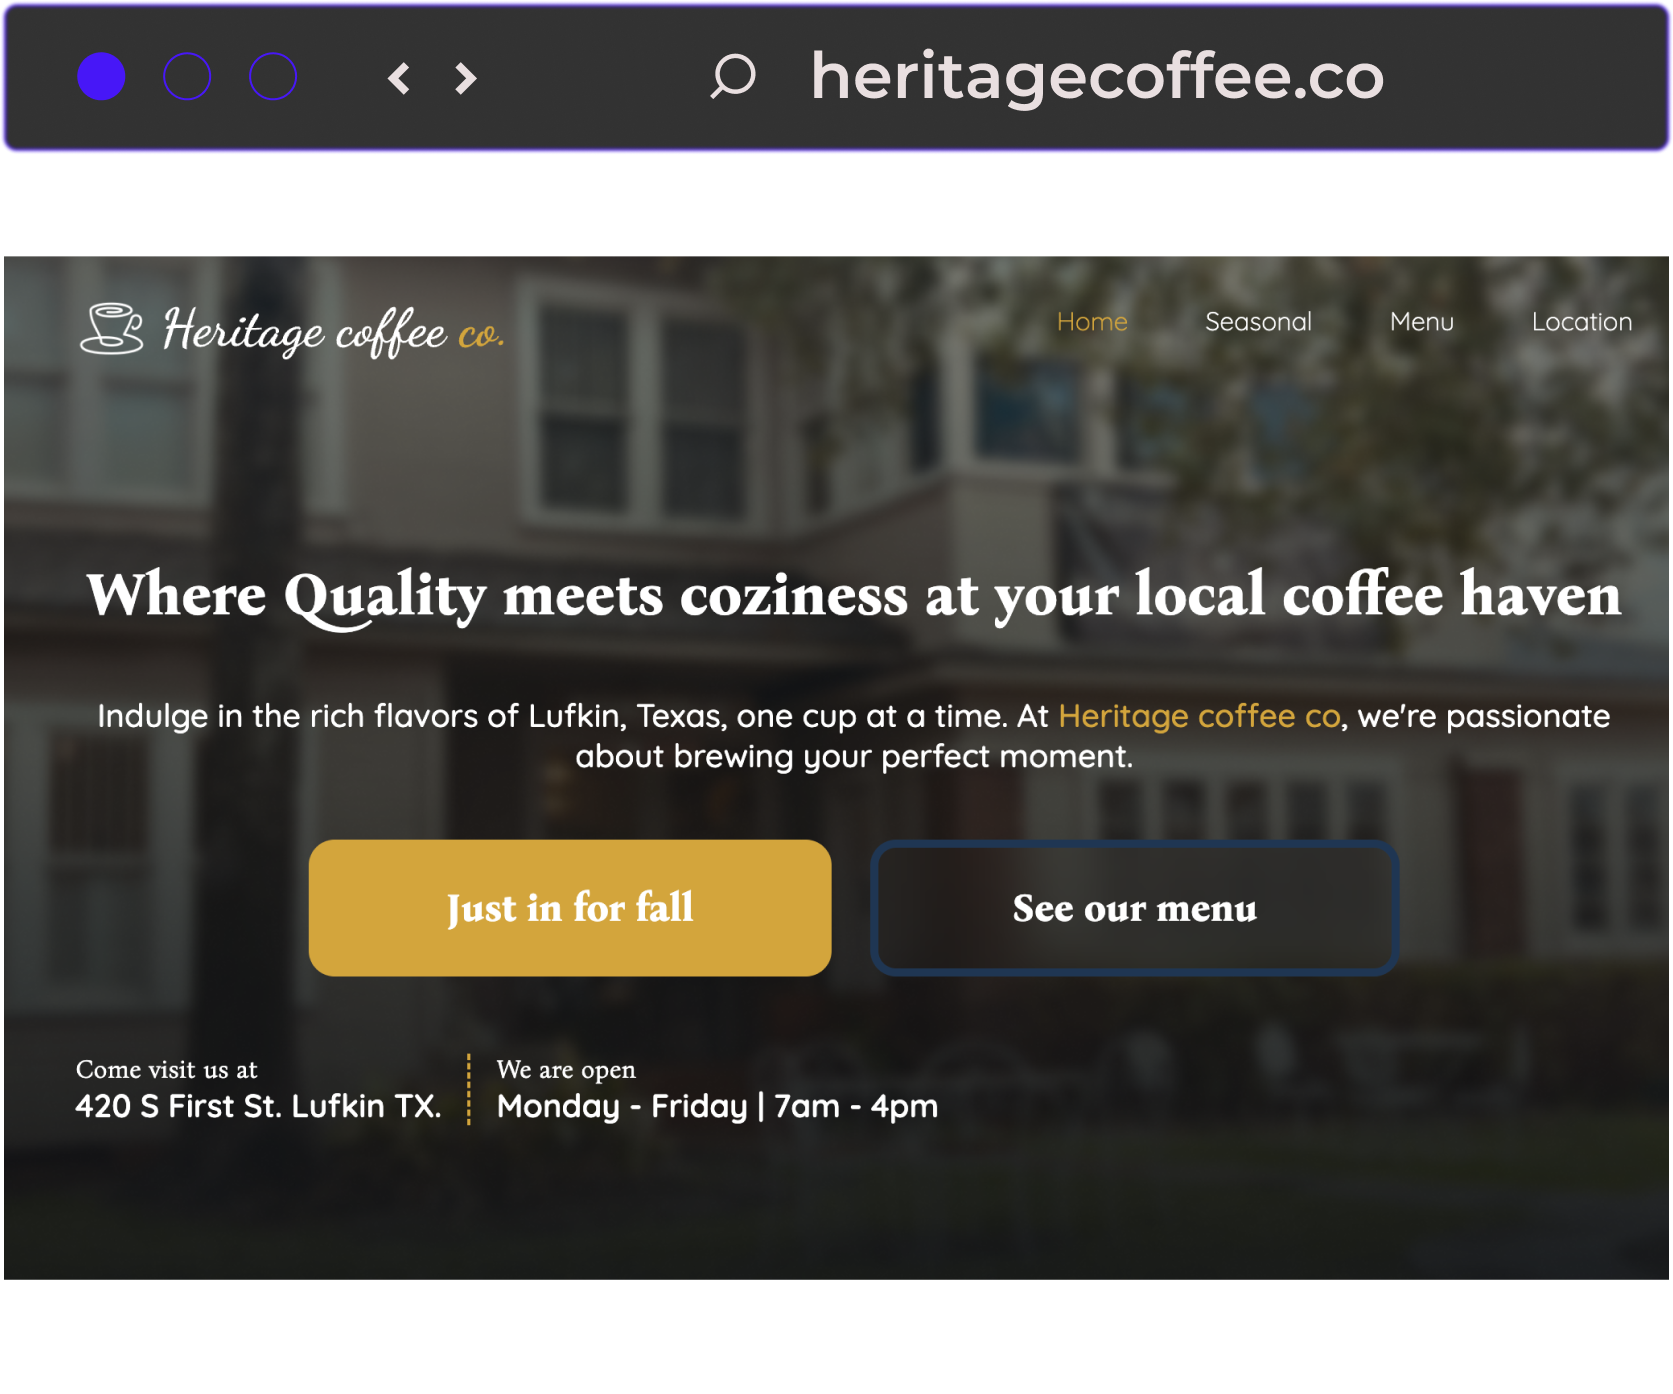 heritagecoffee.co
Heritage coffee co.
Home Seasonal Menu Location
Where Quality meets coziness at your local coffee haven
Indulge in the rich flavors of Lufkin, Texas, one cup at a time. At Heritage coffee co, we're passionate
about brewing your perfect moment.
Just in for fall
See our menu
Come visit us at
420 S First St. Lufkin TX.
We are open
Monday - Friday | 7am - 4pm